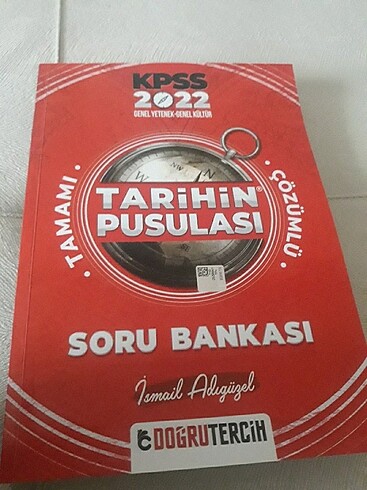 KPSS
2022
GENEL YETENEK-GENEL KÜLTÜR
TAMAMI
ÇÖZÜMLÜ
TARİHİN®
PUSULASI
SORU BANKASI
İsmail Adıgüzel
DOĞRUTERCİH